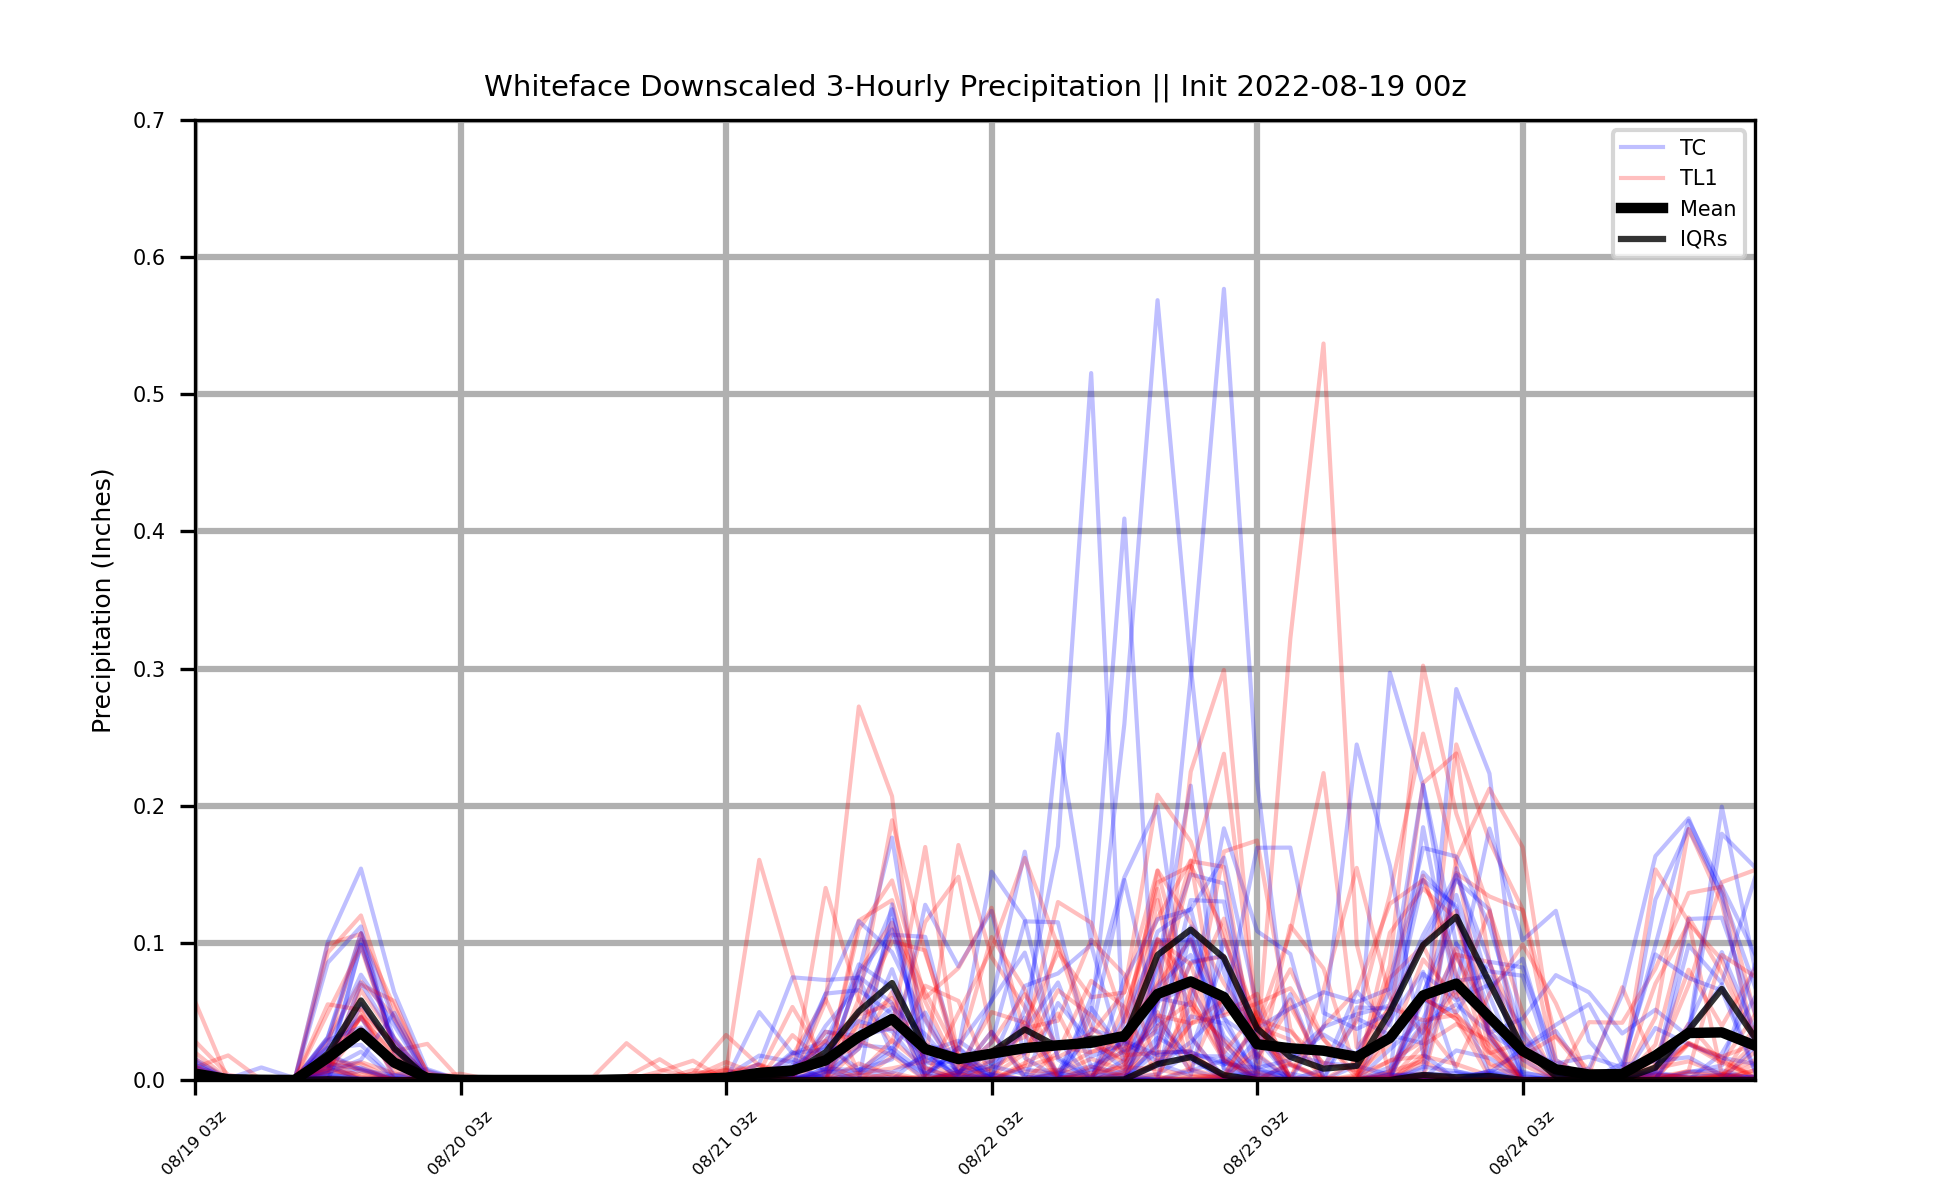 Whiteface Downscaled 3-Hourly Precipitation || Init 2022-08-19 00z
TC
TL1
Mean
IQRs
Precipitation (Inches)
0.7
0.6
0.5
0.4
0.3
0.2
0.1
0.0
08/19 03z
08/20 03z
08/21 03z
08/22 03z
08/23 03z
08/24 03z